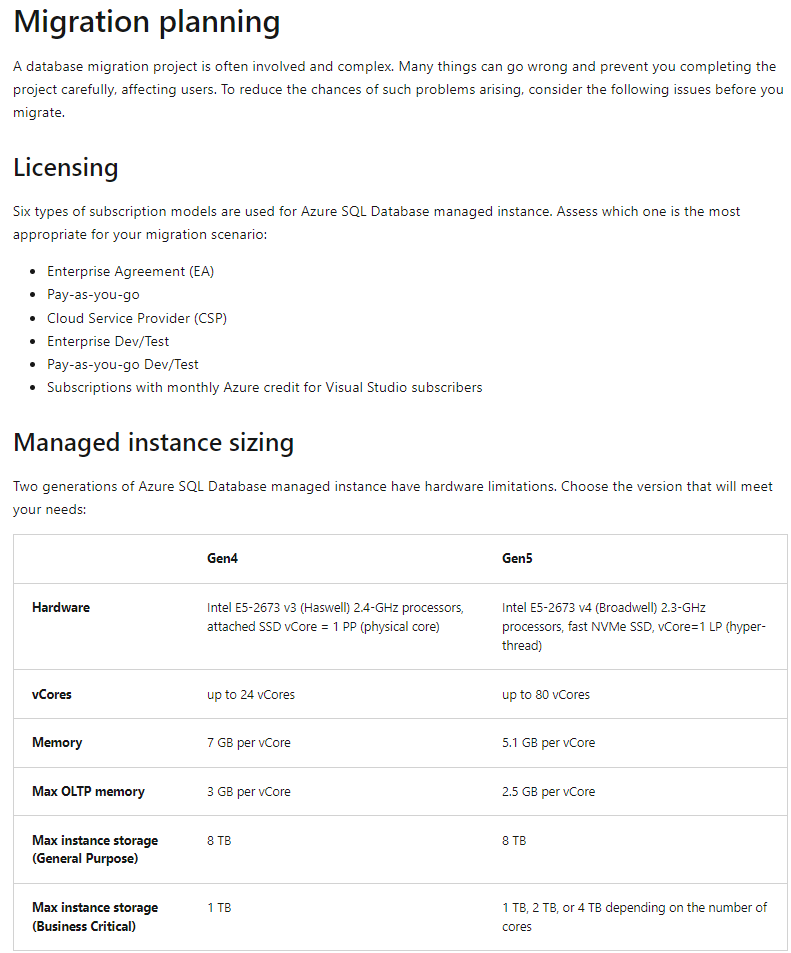 Migration planning
A database migration project is often involved and complex. Many things can go wrong and prevent you completing the
project carefully, affecting users. To reduce the chances of such problems arising, consider the following issues before you
migrate.
Licensing
Six types of subscription models are used for Azure SQL Database managed instance. Assess which one is the most
appropriate for your migration scenario:
• Enterprise Agreement (EA)
• Pay-as-you-go
• Cloud Service Provider (CSP)
• Enterprise Dev/Test
• Pay-as-you-go Dev/Test
• Subscriptions with monthly Azure credit for Visual Studio subscribers
Managed instance sizing
Two generations of Azure SQL Database managed instance have hardware limitations. Choose the version that will meet
your needs:
Gen4 Gen5
Hardware Intel E5-2673 v3 (Haswell) 2.4-GHz processors, Intel E5-2673 v4 (Broadwell) 2.3-GHz
attached SSD vCore = 1 PP (physical core) processors, fast NVMe SSD, vCore=1 LP (hyper-
thread)
vCores up to 24 vCores up to 80 vCores
Memory 7 GB per vCore 5.1 GB per vCore
Max OLTP memory 3 GB per vCore 2.5 GB per vCore
Max instance storage 8 TB 8 TB
(General Purpose)
Max instance storage 1 TB 1 TB, 2 TB, or 4 TB depending on the number of
(Business Critical) cores